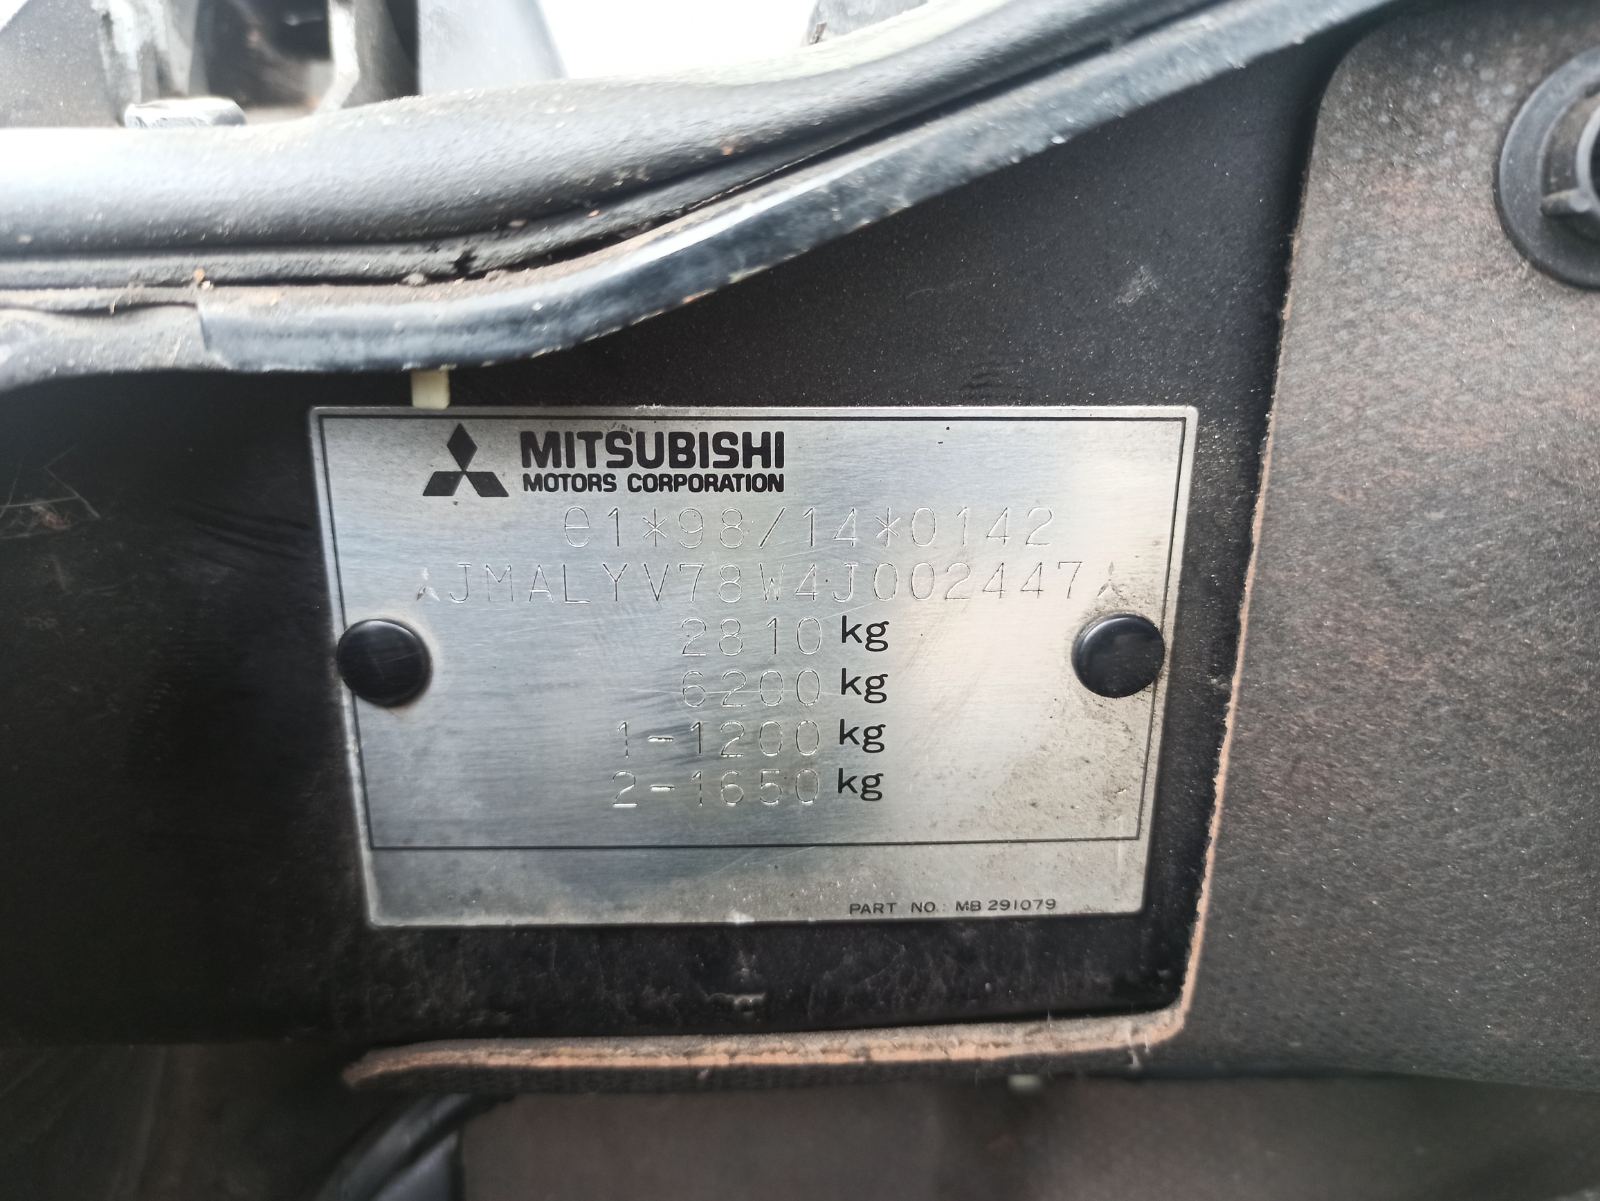 MITSUBISHI
MOTORS CORPORATION
e1*98/14*0142
*JMALYV78W4J002447*
2810 kg
6200 kg
1-1200 kg
2-1650 kg
PART NO. MB 291079